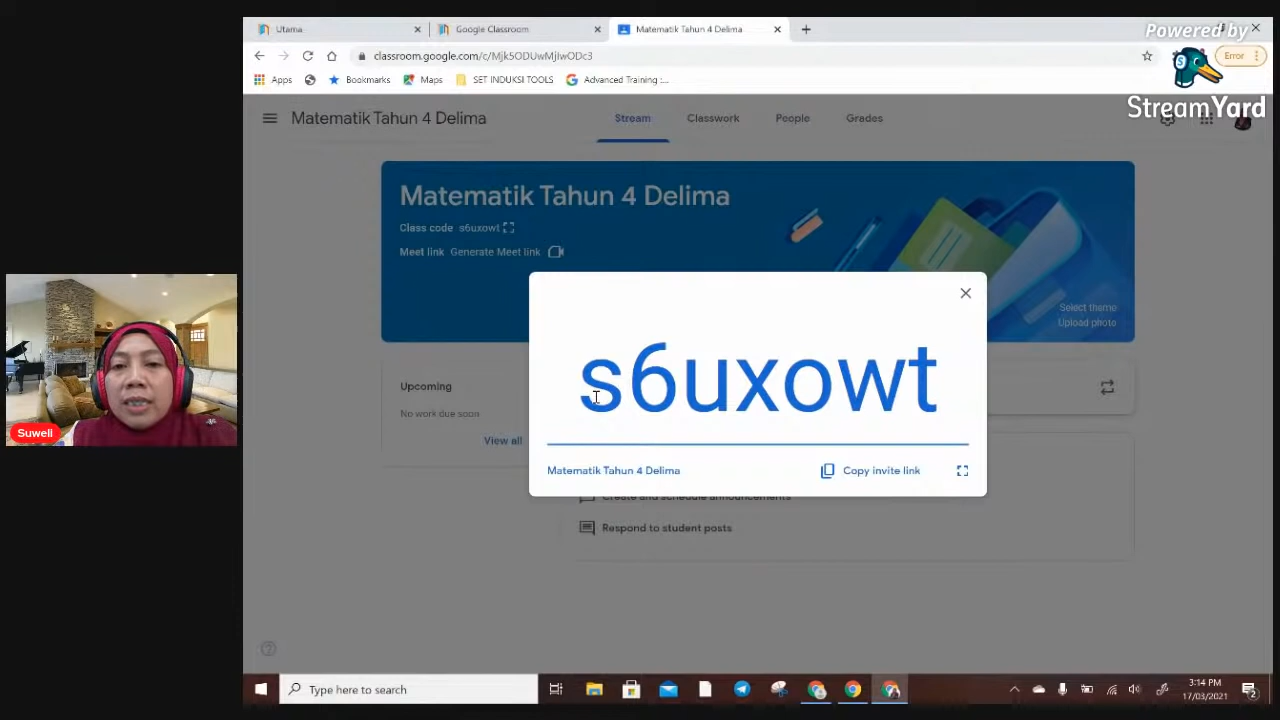 Utama
Google Classroom
Matematik Tahun 4 Delima
Powered by
classroom.google.com/c/Mjk5ODUwMjIwODc3
Error
Apps
Bookmarks
Maps
SET INDUKSI TOOLS
Advanced Training :...
StreamYard
Matematik Tahun 4 Delima
Stream
Classwork
People
Grades
Matematik Tahun 4 Delima
Class code s6uxowt
Meet link Generate Meet link
Select theme
Upload photo
s6uxowt
Upcoming
No work due soon
View all
Matematik Tahun 4 Delima
Copy invite link
Create and schedule announcements
Respond to student posts
Suwell
Type here to search
3:14 PM
17/03/2021
2